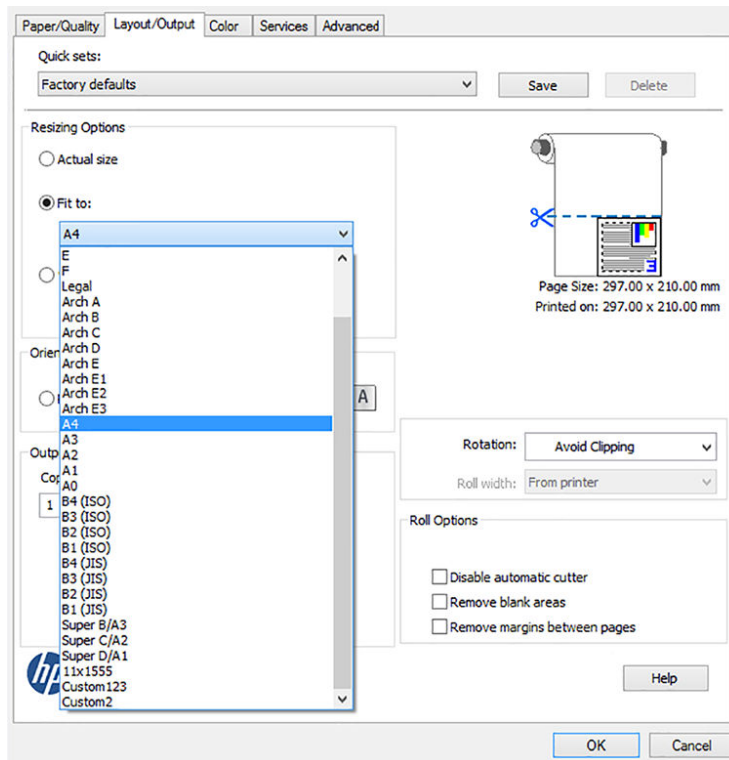 Paper/Quality Layout/Output Color Services Advanced
Quick sets:
Factory defaults Save Delete
Resizing Options
Actual size
Fit to:
A4
E
F
Legal
Arch A
Arch B
Arch C
Arch D
Arch E
Arch E1
Arch E2
Arch E3
A4
A3
A2
A1
A0
B4 (ISO)
B3 (ISO)
B2 (ISO)
B1 (ISO)
B4 (JIS)
B3 (JIS)
B2 (JIS)
B1 (JIS)
Super B/A3
Super C/A2
Super D/A1
11x1555
Custom123
Custom2
Orien
A
Outp
Cop
1
hp
E
Page Size: 297.00 x 210.00 mm
Printed on: 297.00 x 210.00 mm
Rotation: Avoid Clipping
Roll width: From printer
Roll Options
Disable automatic cutter
Remove blank areas
Remove margins between pages
Help
OK Cancel